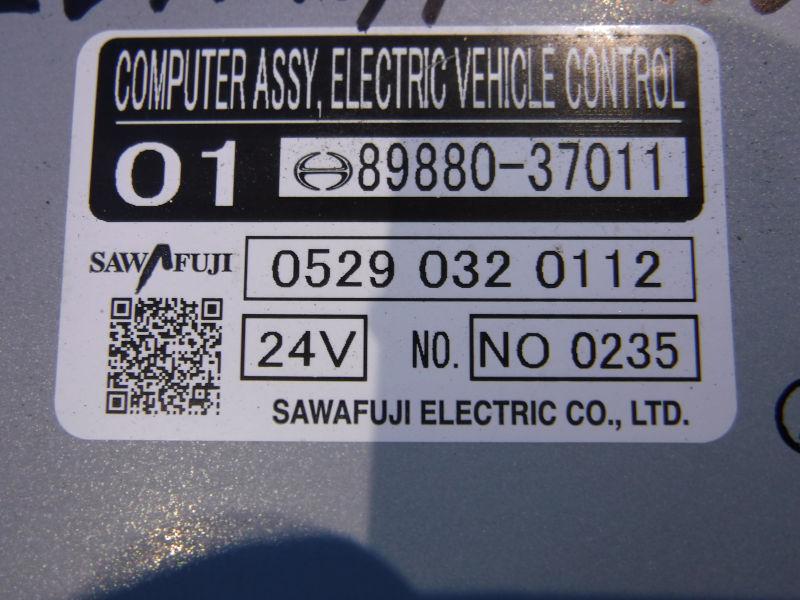 COMPUTER ASSY, ELECTRIC VEHICLE CONTROL
01 89880-37011
SAWAFUJI 0529 032 0112
24V NO. NO 0235
SAWAFUJI ELECTRIC CO., LTD.